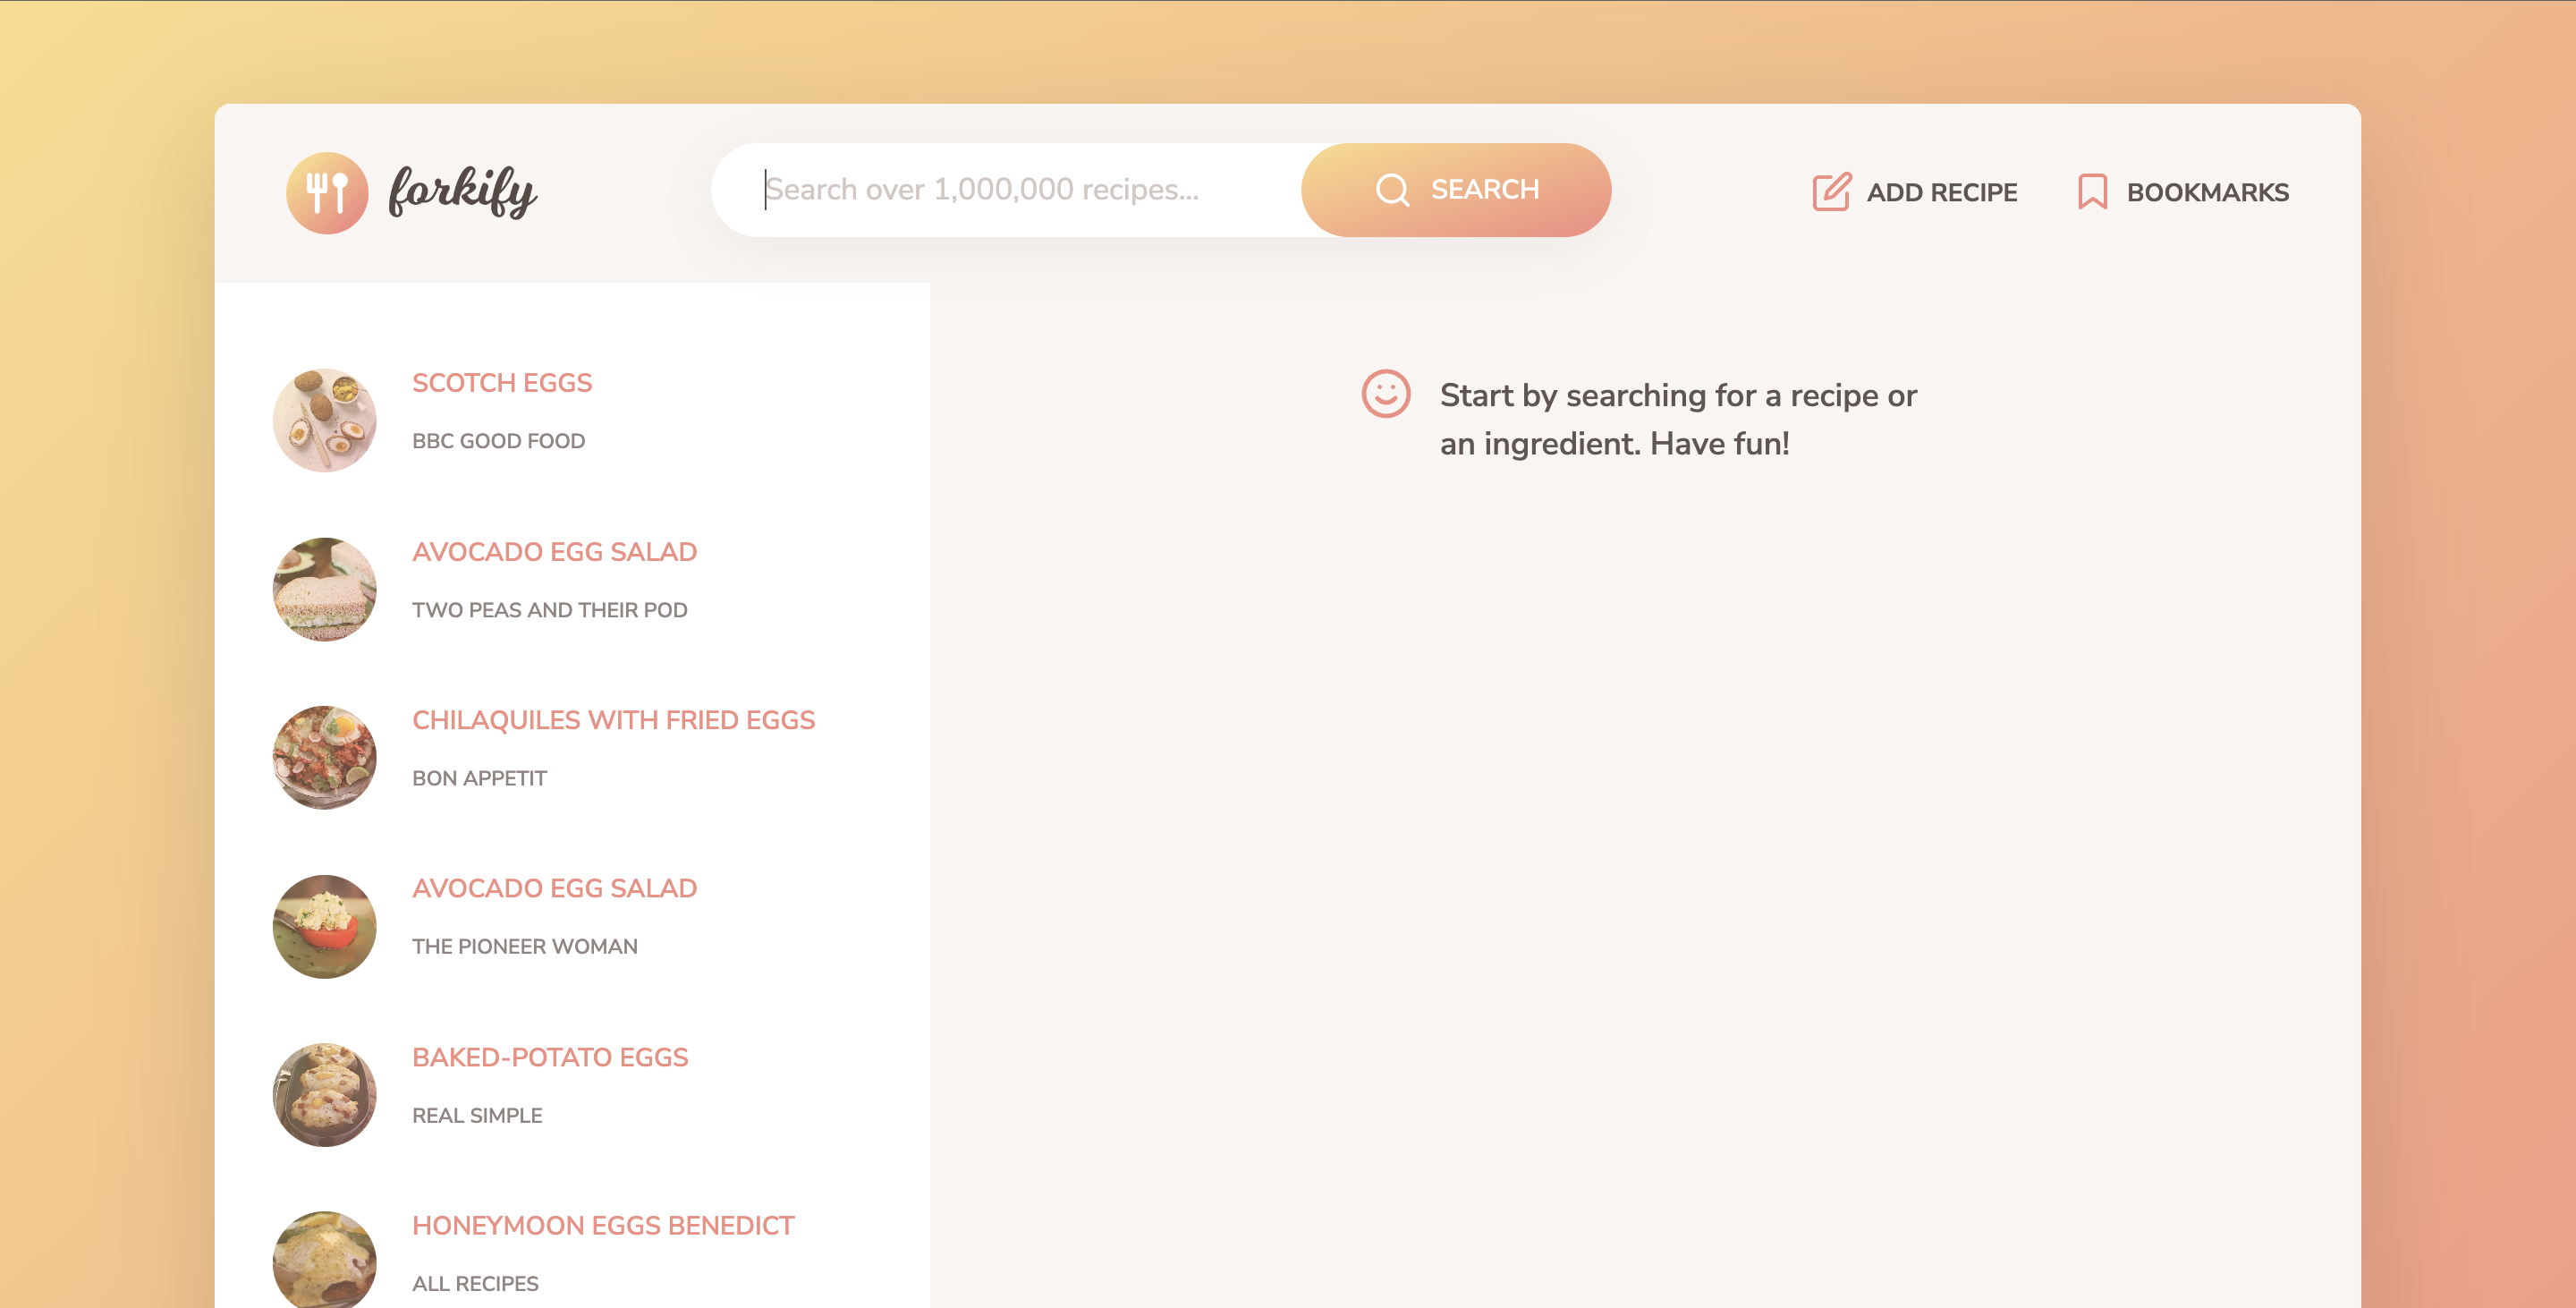 forkify
Search over 1,000,000 recipes...
SEARCH
ADD RECIPE
BOOKMARKS
SCOTCH EGGS
BBC GOOD FOOD
AVOCADO EGG SALAD
TWO PEAS AND THEIR POD
CHILAQUILES WITH FRIED EGGS
BON APPETIT
AVOCADO EGG SALAD
THE PIONEER WOMAN
BAKED-POTATO EGGS
REAL SIMPLE
HONEYMOON EGGS BENEDICT
ALL RECIPES
Start by searching for a recipe or
an ingredient. Have fun!